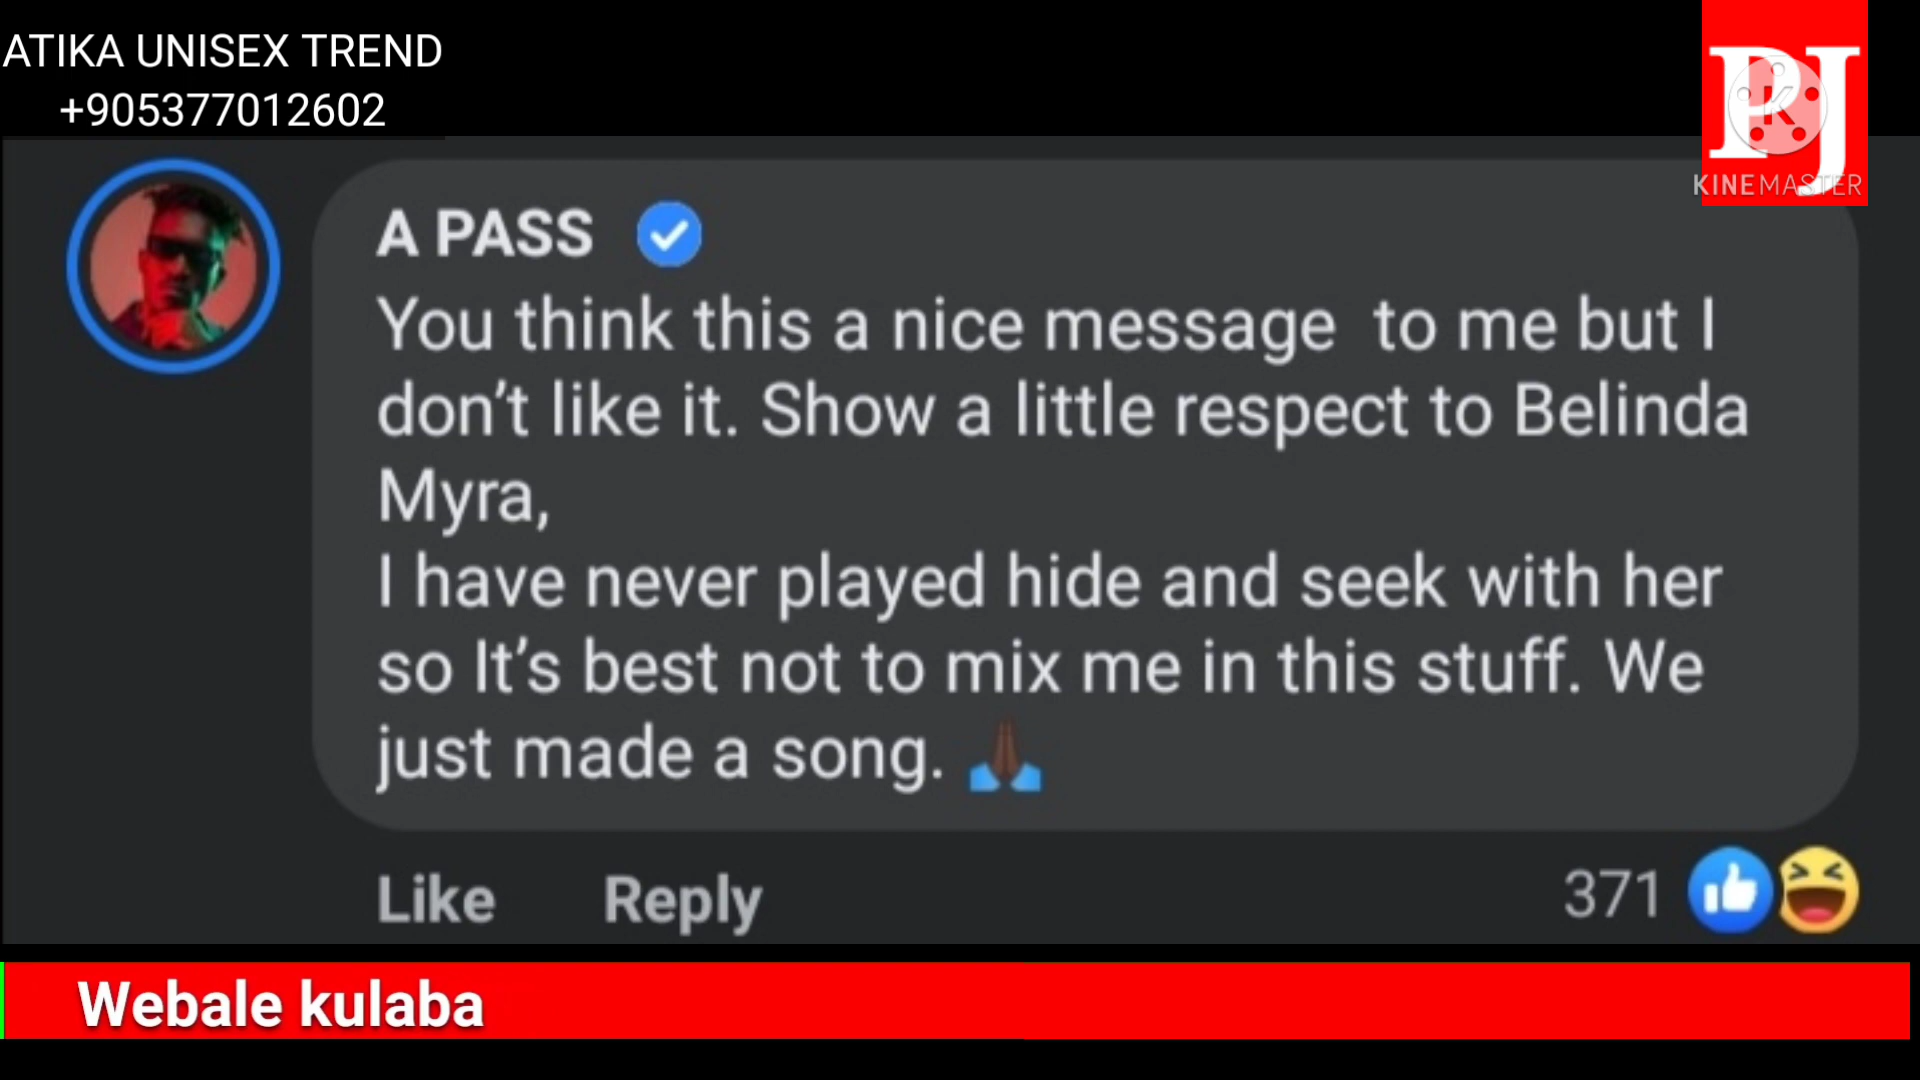 ATIKA UNISEX TREND
+905377012602
PJ
K
KINEMASTER
A PASS
You think this a nice message to me but I
don’t like it. Show a little respect to Belinda
Myra,
I have never played hide and seek with her
so It’s best not to mix me in this stuff. We
just made a song. 🙏🏿
Like Reply 371
Webale kulaba